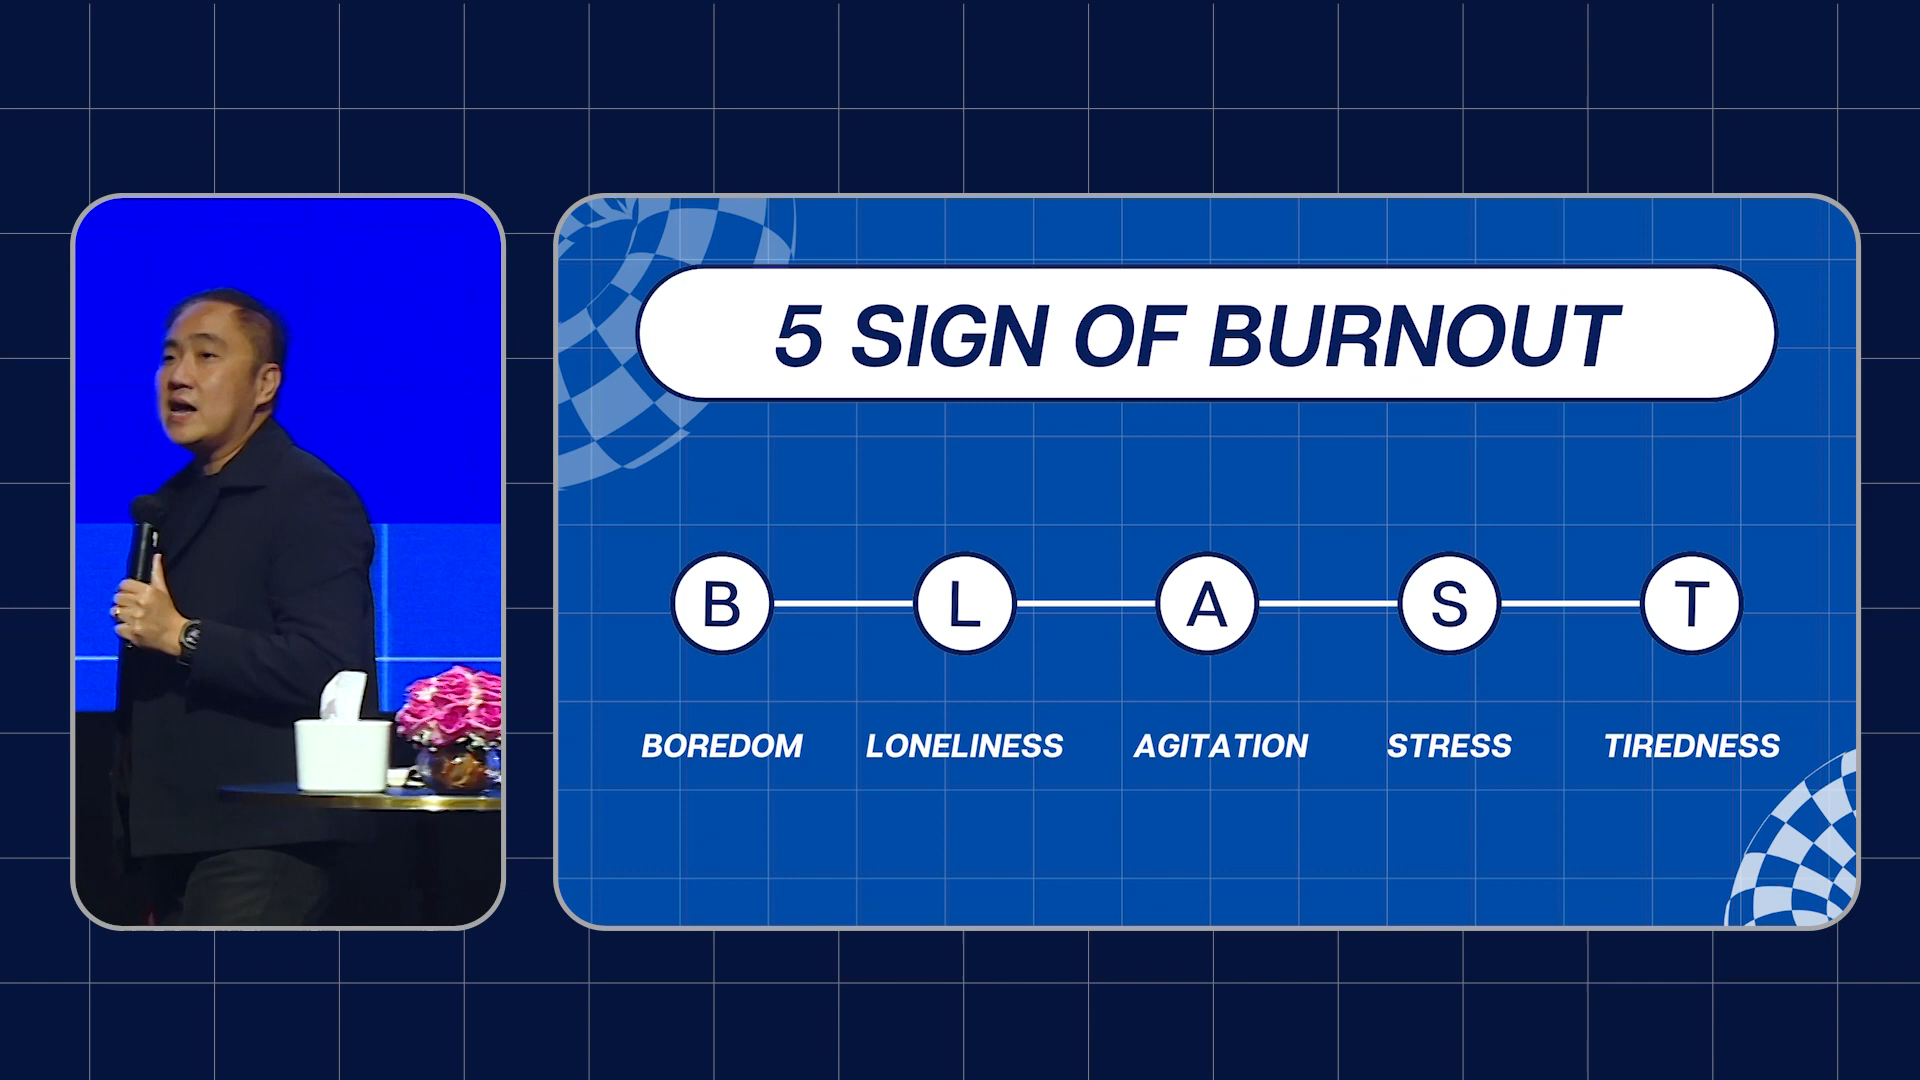 5 SIGN OF BURNOUT
B L A S T
BOREDOM LONELINESS AGITATION STRESS TIREDNESS